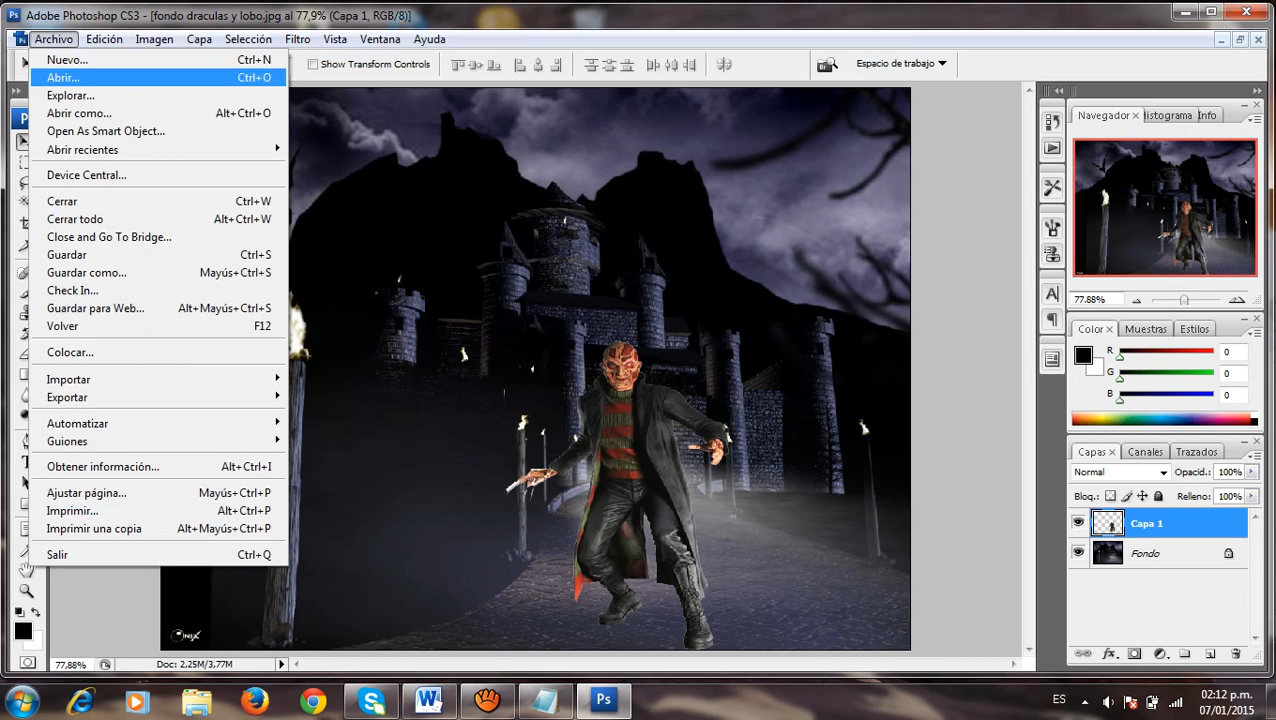 Adobe Photoshop CS3 - [fondo draculas y lobo.jpg al 77,9% (Capa 1, RGB/8)]
Archivo Edición Imagen Capa Selección Filtro Vista Ventana Ayuda
Show Transform Controls Espacio de trabajo
Nuevo... Ctrl+N
Abrir... Ctrl+O
Explorar...
Abrir como... Alt+Ctrl+O
Open As Smart Object...
Abrir recientes
Device Central...
Cerrar Ctrl+W
Cerrar todo Alt+Ctrl+W
Close and Go To Bridge...
Guardar Ctrl+S
Guardar como... Mayús+Ctrl+S
Check In...
Guardar para Web... Alt+Mayús+Ctrl+S
Volver F12
Colocar...
Importar
Exportar
Automatizar
Guiones
Obtener información... Alt+Ctrl+I
Ajustar página... Mayús+Ctrl+P
Imprimir... Alt+Ctrl+P
Imprimir una copia Alt+Mayús+Ctrl+P
Salir Ctrl+Q
Navegador Histograma Info
77.88%
Color Muestras Estilos
R 0
G 0
B 0
Capas Canales Trazados
Normal Opacid.: 100%
Bloq.: Relleno: 100%
Capa 1
Fondo
77,88% Doc: 2,25M/3,77M
ES 02:12 p.m.
07/01/2015